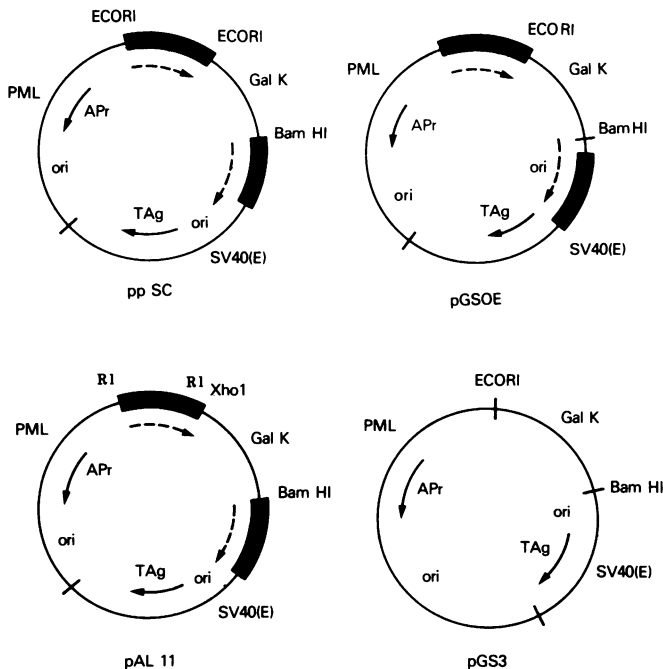 ECORI
ECORI
PML
Gal K
APr
Bam HI
ori
TAg
ori
SV40(E)
pp SC
ECORI
PML
Gal K
APr
Bam HI
ori
ori
TAg
SV40(E)
pGSOE
R1
R1
Xho1
PML
Gal K
APr
Bam HI
ori
TAg
ori
SV40(E)
pAL 11
ECORI
PML
Gal K
APr
Bam HI
ori
TAg
ori
SV40(E)
pGS3